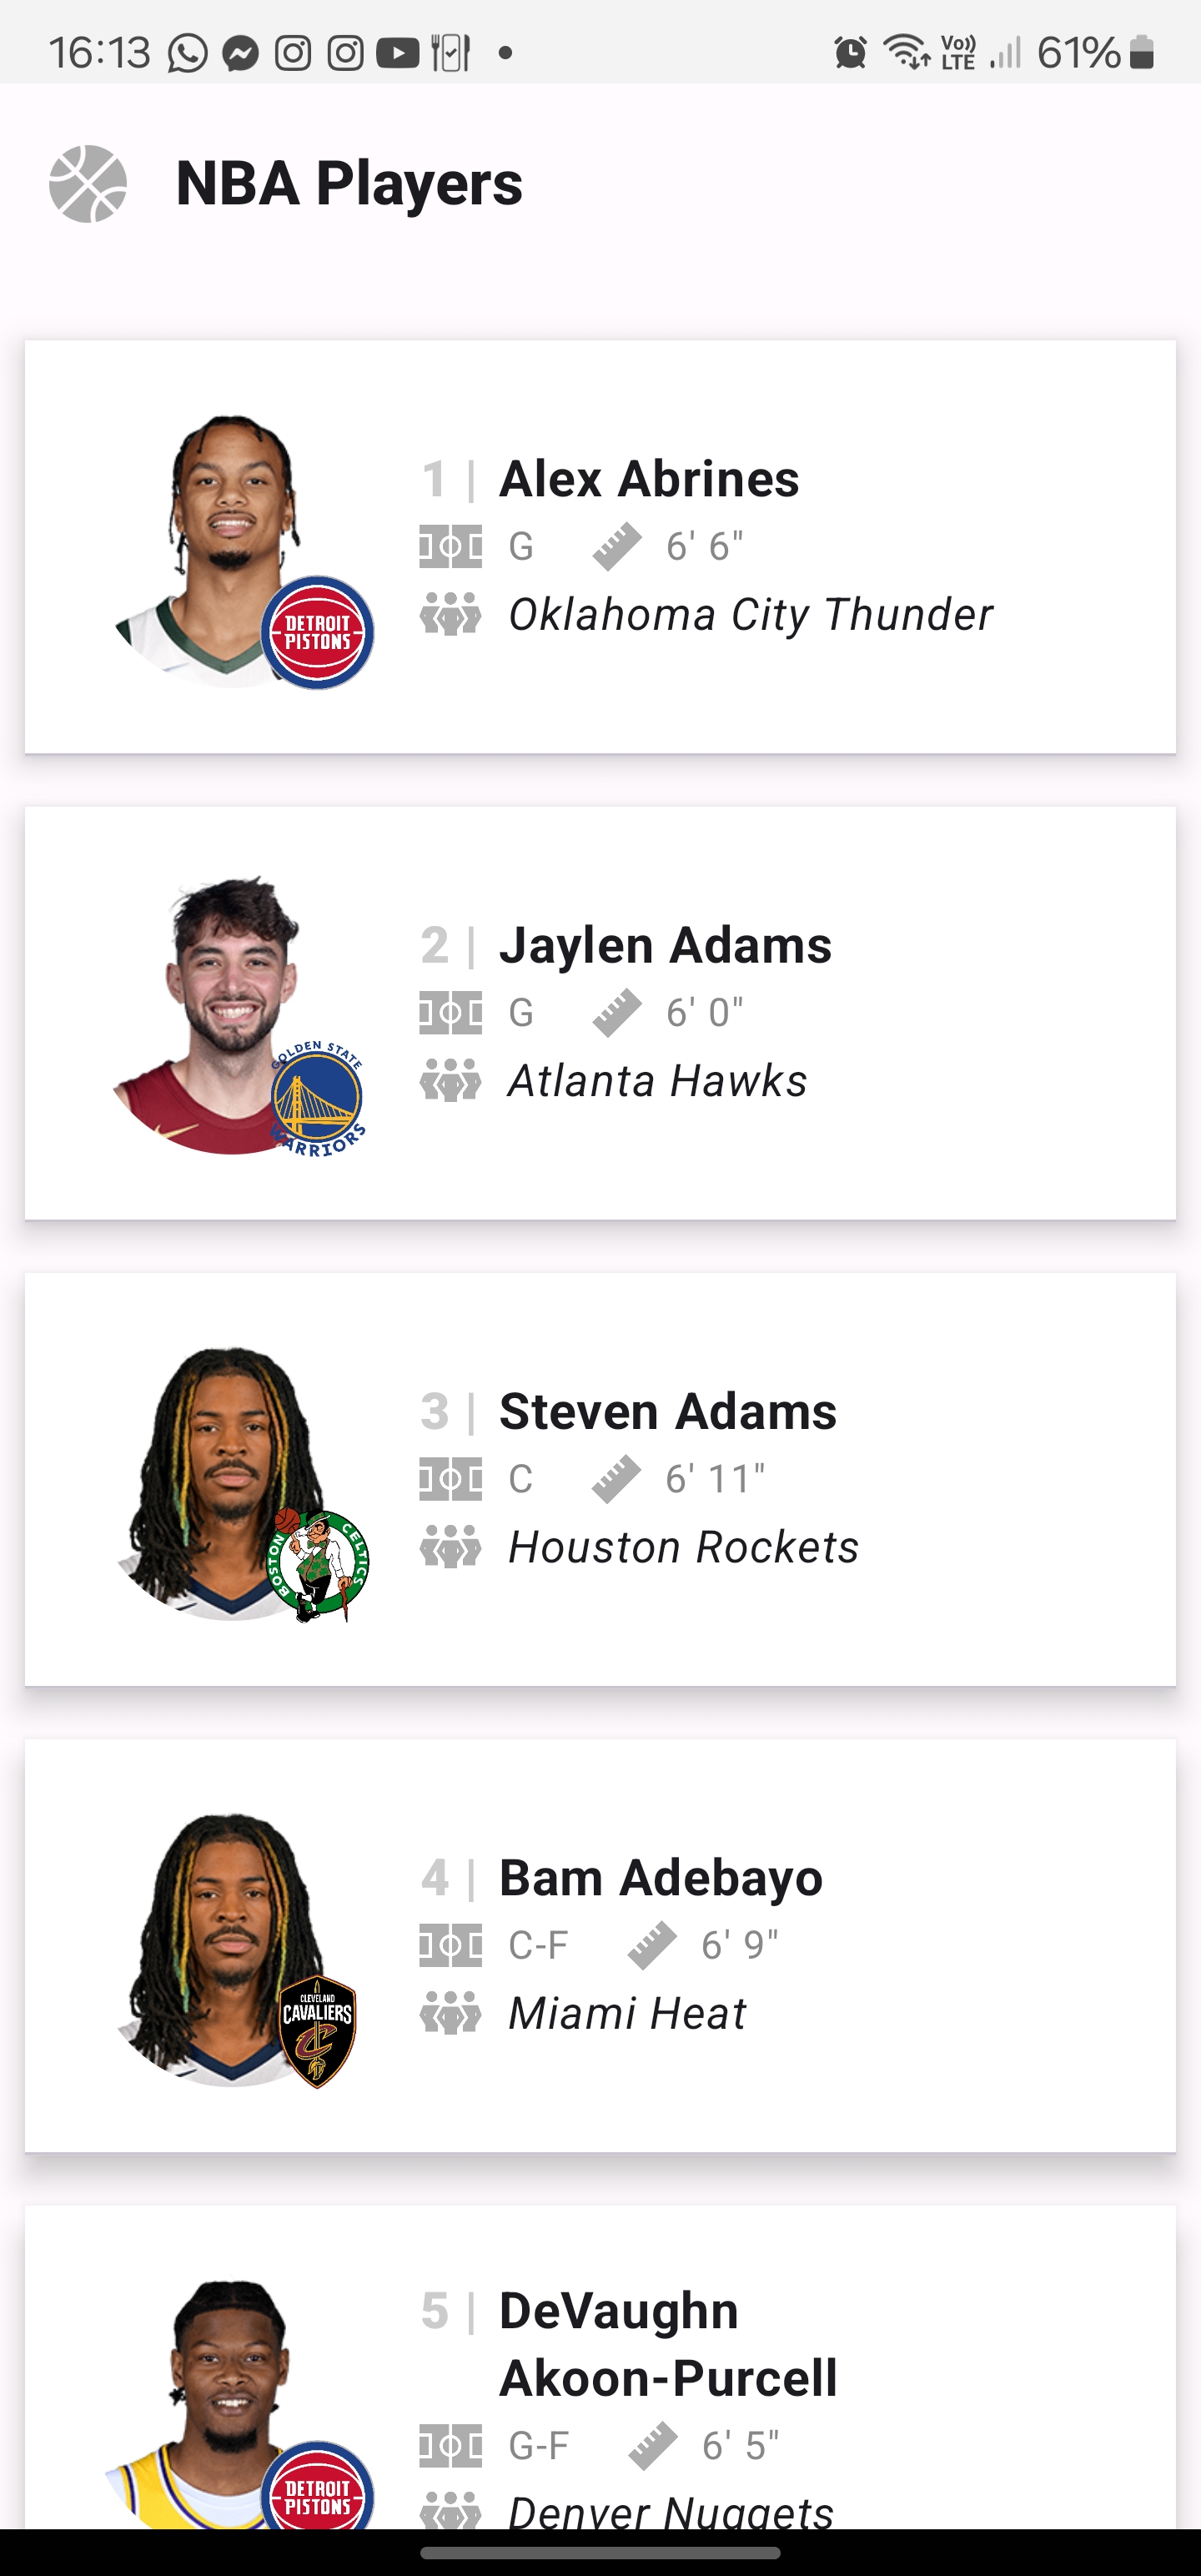 16:13
Vo)) LTE
61%
NBA Players
1 | Alex Abrines
G 6' 6"
Oklahoma City Thunder
DETROIT
PISTONS
2 | Jaylen Adams
G 6' 0"
Atlanta Hawks
GOLDEN STATE
WARRIORS
3 | Steven Adams
C 6' 11"
Houston Rockets
BOSTON CELTICS
4 | Bam Adebayo
C-F 6' 9"
Miami Heat
CLEVELAND
CAVALIERS
5 | DeVaughn
Akoon-Purcell
G-F 6' 5"
Denver Nuggets
DETROIT
PISTONS